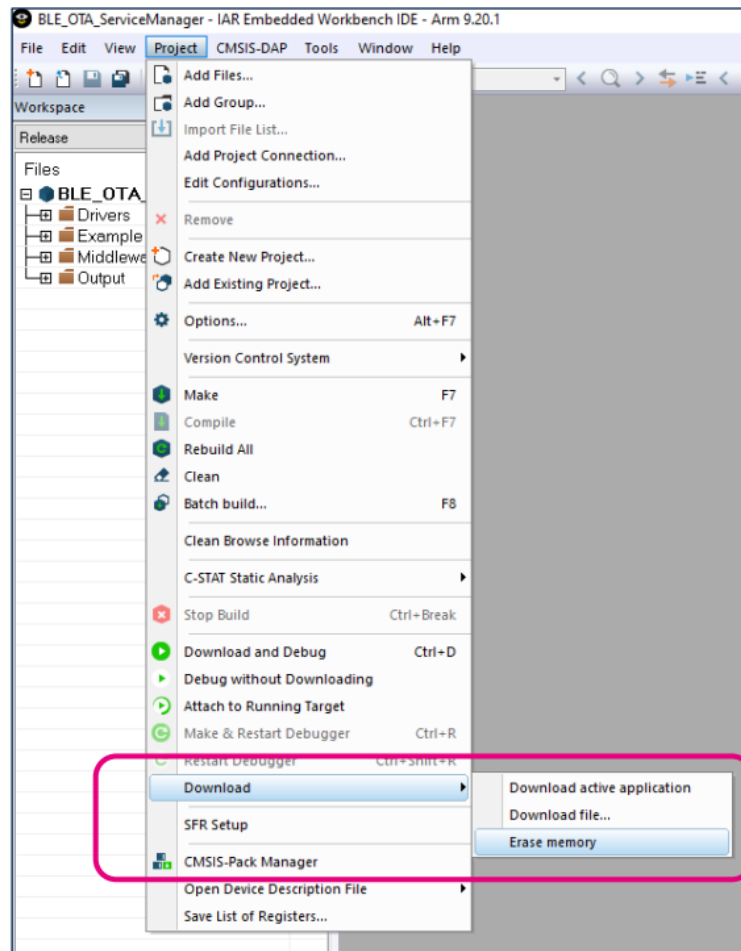 BLE_OTA_ServiceManager - IAR Embedded Workbench IDE - Arm 9.20.1
File Edit View Project CMSIS-DAP Tools Window Help
Workspace
Release
Files
BLE_OTA_
Drivers
Example
Middlewa
Output
Add Files...
Add Group...
Import File List...
Add Project Connection...
Edit Configurations...
Remove
Create New Project...
Add Existing Project...
Options... Alt+F7
Version Control System
Make F7
Compile Ctrl+F7
Rebuild All
Clean
Batch build... F8
Clean Browse Information
C-STAT Static Analysis
Stop Build Ctrl+Break
Download and Debug Ctrl+D
Debug without Downloading
Attach to Running Target
Make & Restart Debugger Ctrl+R
Restart Debugger Ctrl+Shift+R
Download
SFR Setup
CMSIS-Pack Manager
Open Device Description File
Save List of Registers...
Download active application
Download file...
Erase memory